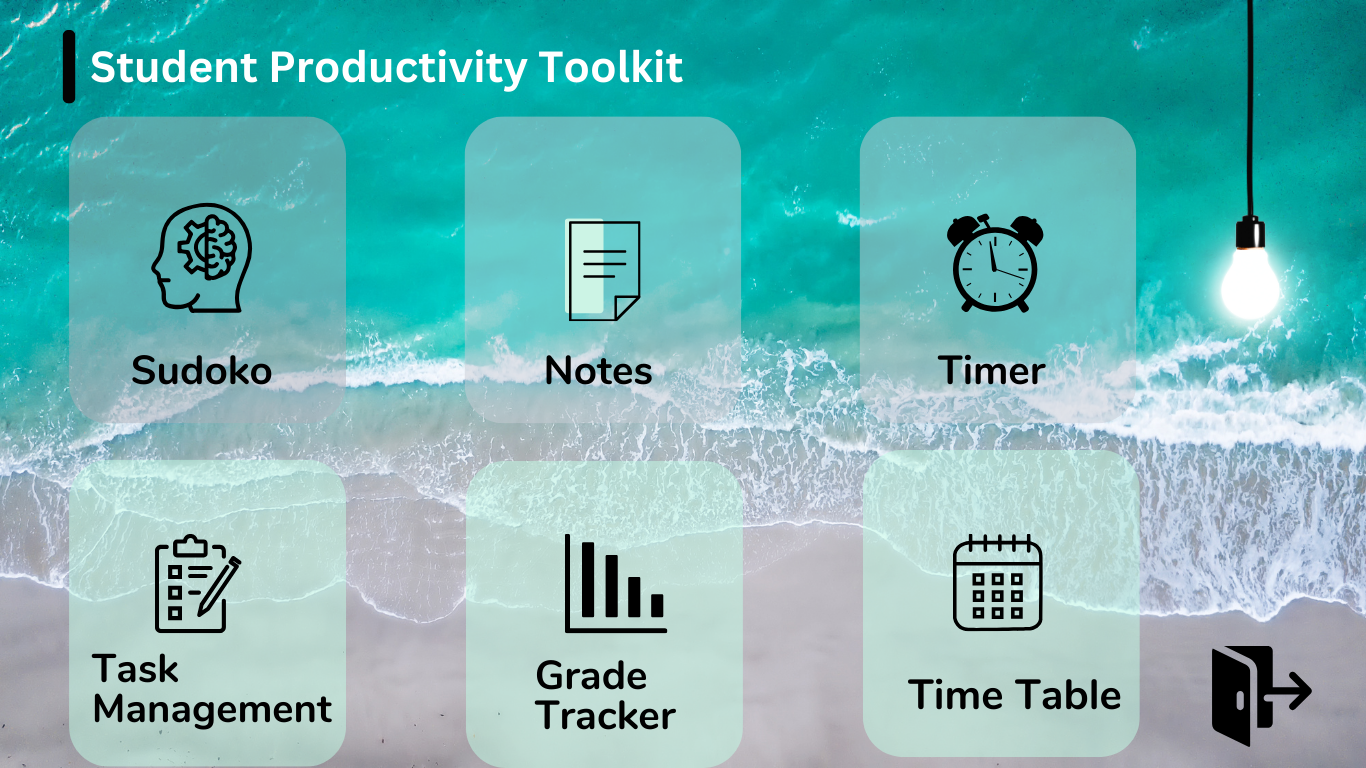 Student Productivity Toolkit
Sudoko
Notes
Timer
Task
Management
Grade
Tracker
Time Table